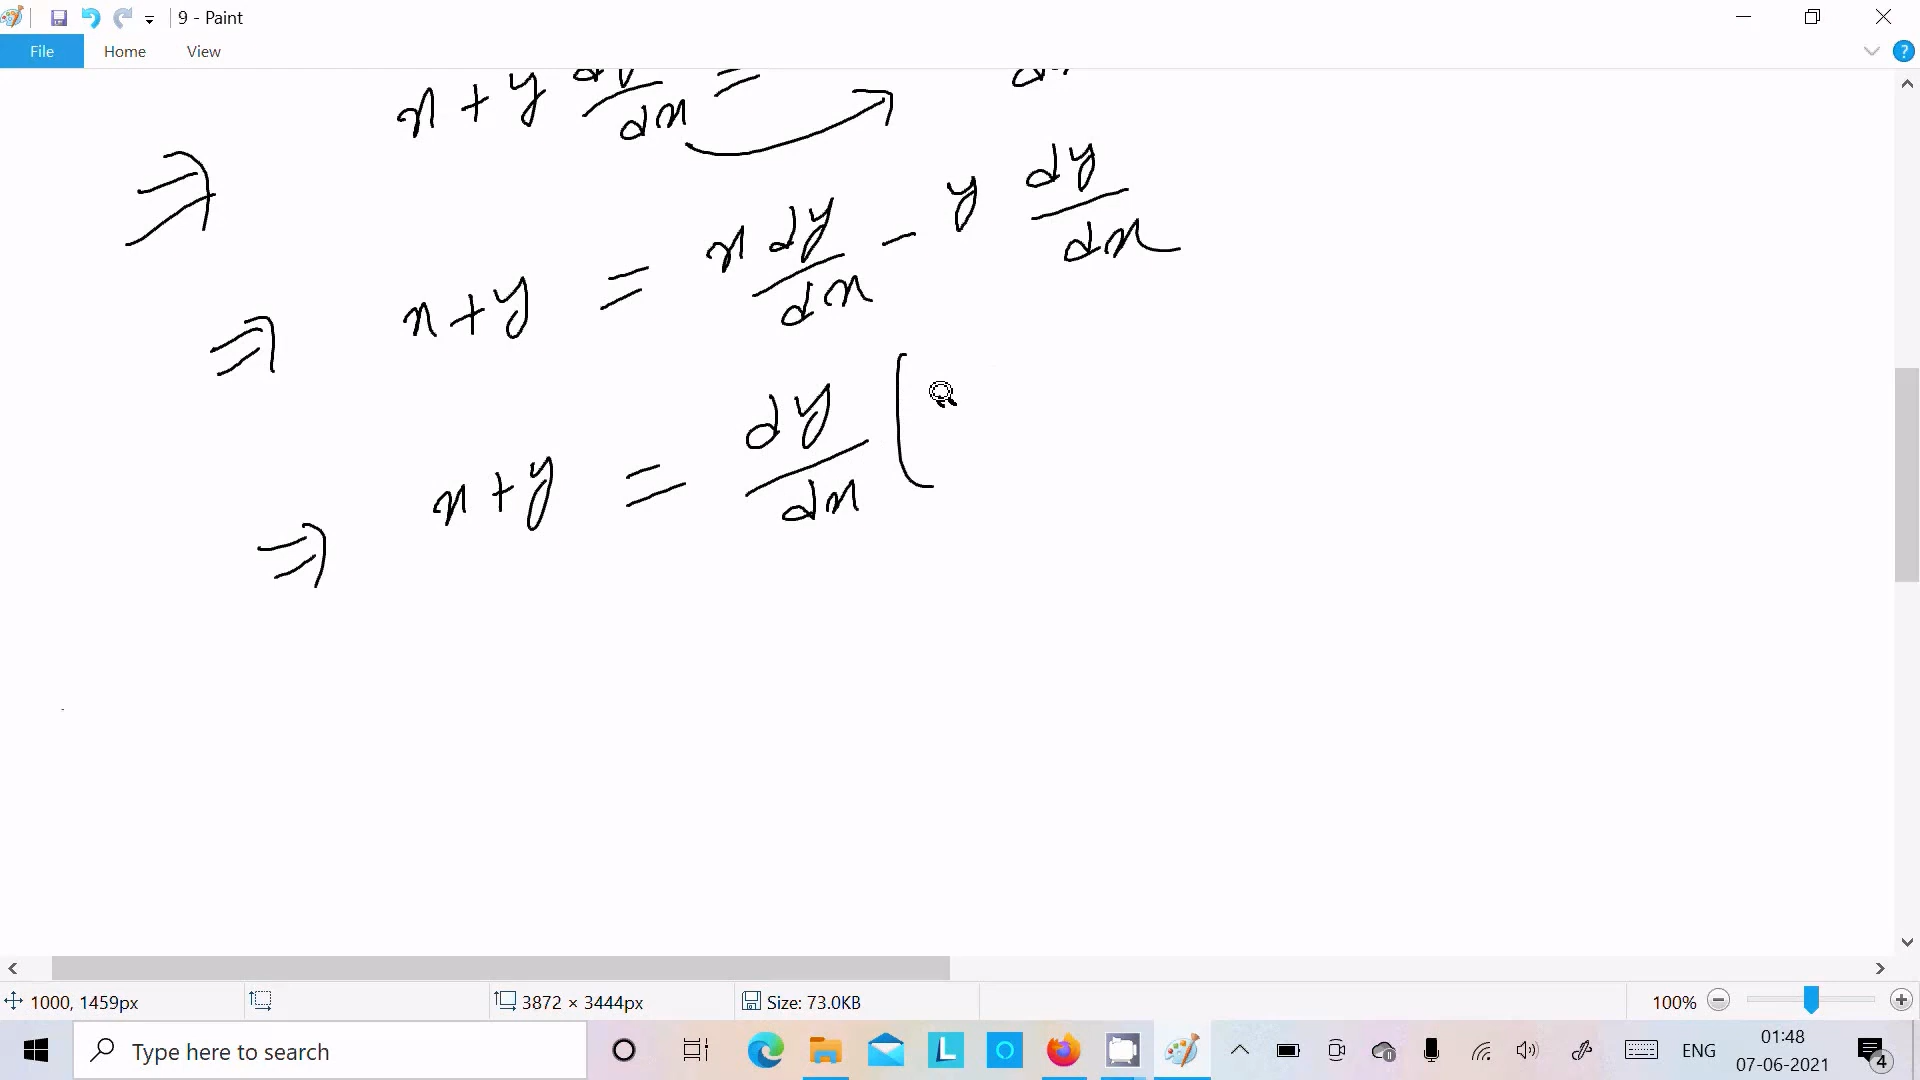 9 - Paint
File Home View
x + y dy/dx =
dx
⇒ x + y = x dy/dx - y dy/dx
⇒ x + y = dy/dx (
⇒
1000, 1459px 3872 × 3444px Size: 73.0KB 100%
Type here to search
ENG 01:48
07-06-2021 4